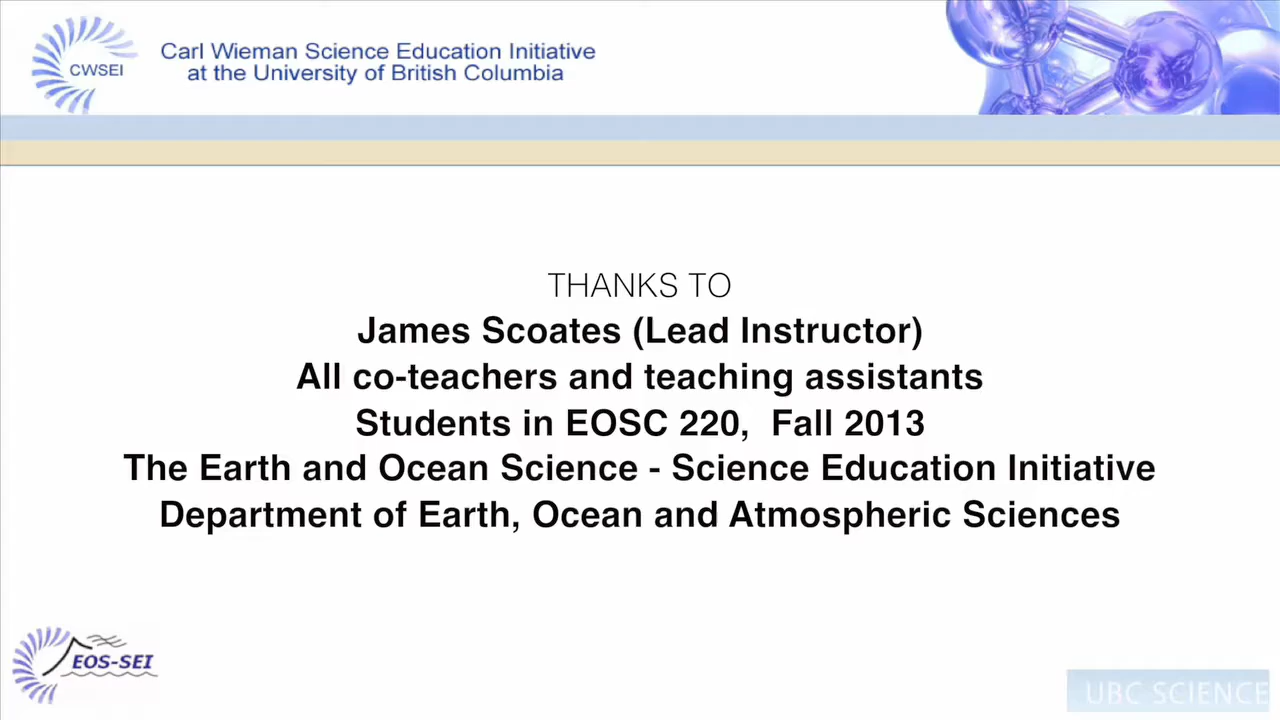 CWSEI
Carl Wieman Science Education Initiative
at the University of British Columbia
THANKS TO
James Scoates (Lead Instructor)
All co-teachers and teaching assistants
Students in EOSC 220,  Fall 2013
The Earth and Ocean Science - Science Education Initiative
Department of Earth, Ocean and Atmospheric Sciences
EOS-SEI
UBC SCIENCE